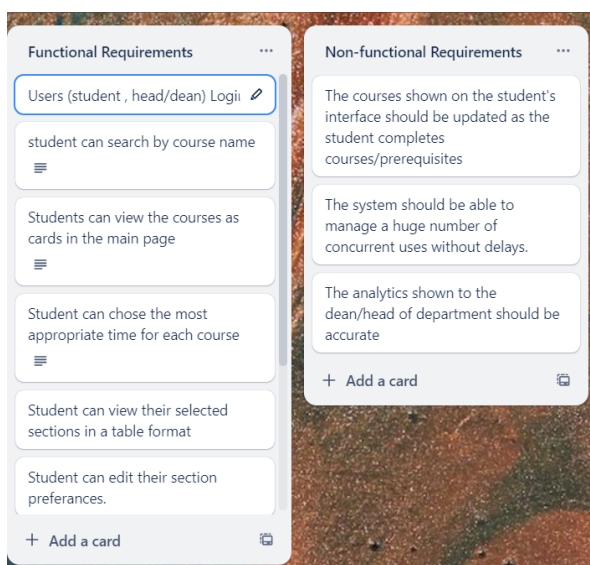 Functional Requirements
Users (student , head/dean) Logi
student can search by course name
Students can view the courses as
cards in the main page
Student can chose the most
appropriate time for each course
Student can view their selected
sections in a table format
Student can edit their section
preferances.
+ Add a card
Non-functional Requirements
The courses shown on the student's
interface should be updated as the
student completes
courses/prerequisites
The system should be able to
manage a huge number of
concurrent uses without delays.
The analytics shown to the
dean/head of department should be
accurate
+ Add a card